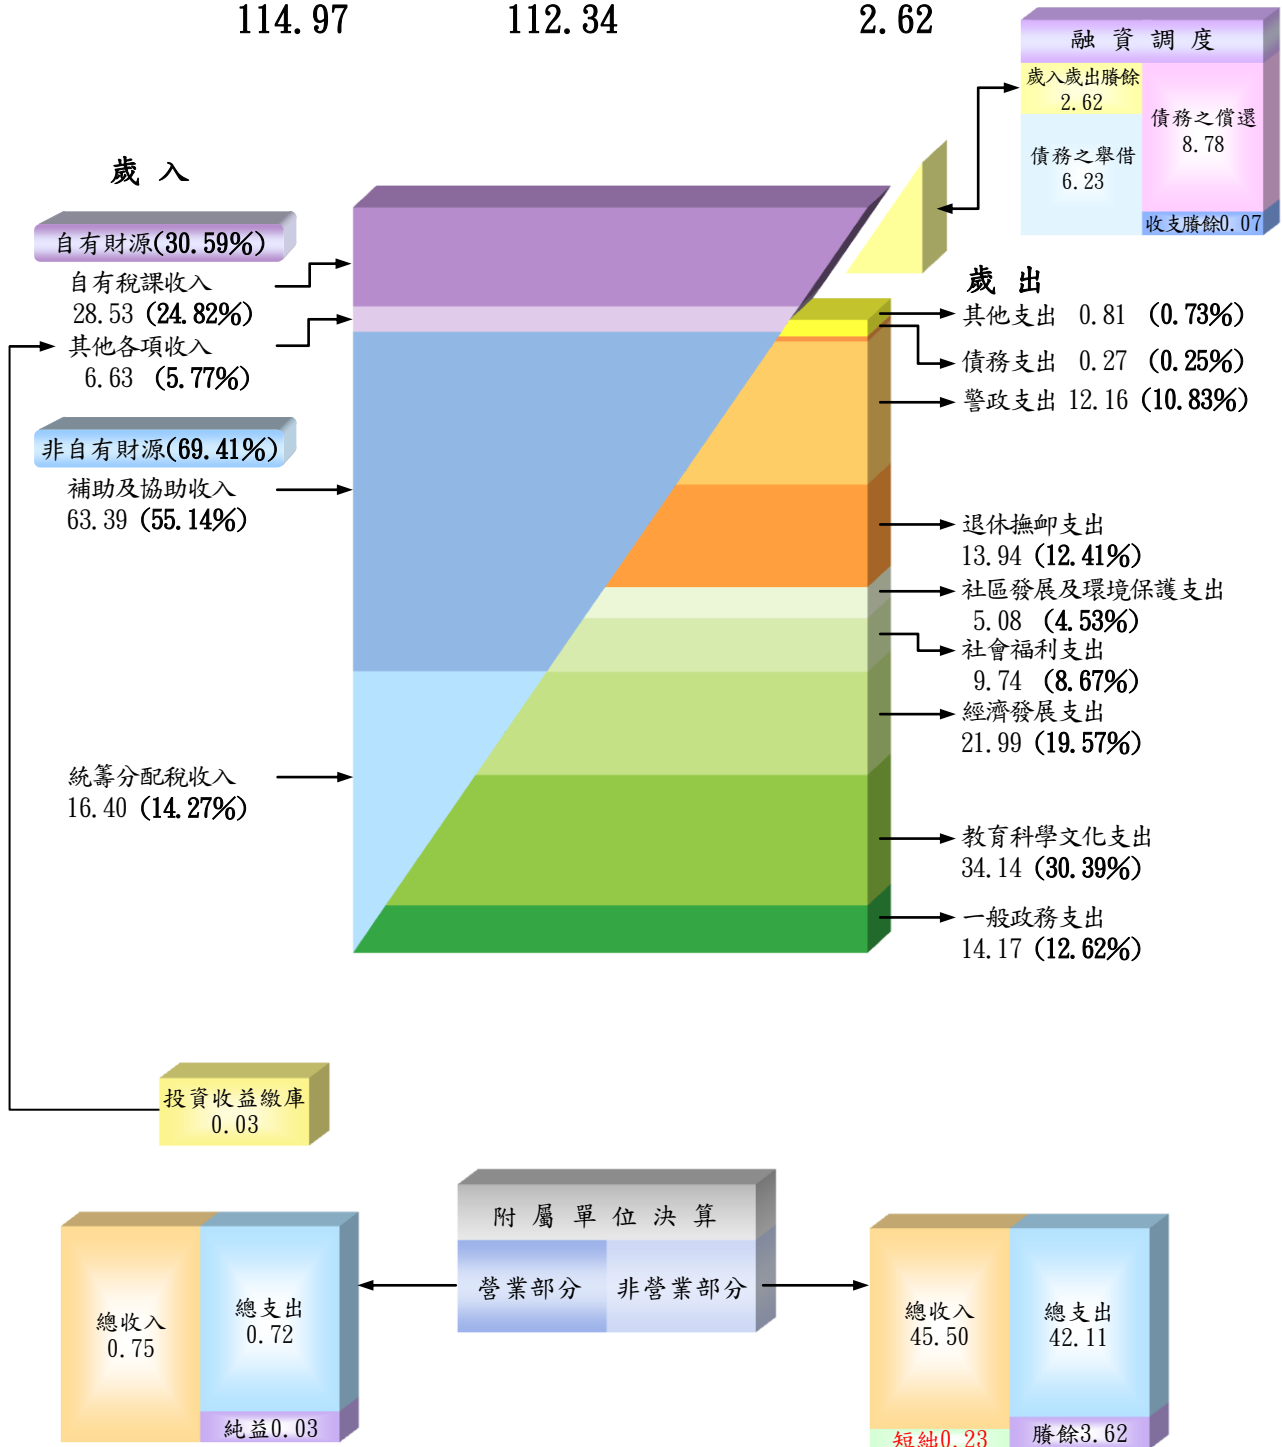 114.97 112.34 2.62
融資調度
歲入歲出賸餘
2.62
債務之舉借
6.23
債務之償還
8.78
收支賸餘0.07
歲入
自有財源(30.59%)
自有稅課收入
28.53 (24.82%)
其他各項收入
6.63 (5.77%)
非自有財源(69.41%)
補助及協助收入
63.39 (55.14%)
統籌分配稅收入
16.40 (14.27%)
歲出
其他支出 0.81 (0.73%)
債務支出 0.27 (0.25%)
警政支出 12.16 (10.83%)
退休撫卹支出
13.94 (12.41%)
社區發展及環境保護支出
5.08 (4.53%)
社會福利支出
9.74 (8.67%)
經濟發展支出
21.99 (19.57%)
教育科學文化支出
34.14 (30.39%)
一般政務支出
14.17 (12.62%)
投資收益繳庫
0.03
附屬單位決算
營業部分 非營業部分
總收入
0.75
總支出
0.72
純益0.03
總收入
45.50
總支出
42.11
短絀0.23
賸餘3.62